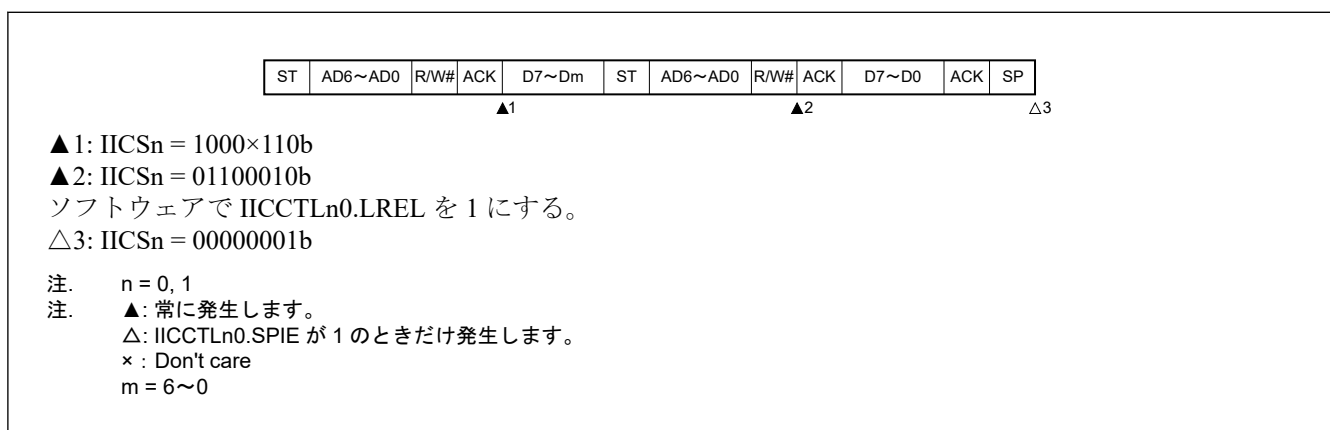 ST AD6～AD0 R/W# ACK D7～Dm ST AD6～AD0 R/W# ACK D7～D0 ACK SP
▲1 ▲2 △3
▲1: IICSn = 1000×110b
▲2: IICSn = 01100010b
ソフトウェアで IICCTLn0.LREL を 1 にする。
△3: IICSn = 00000001b
注. n = 0, 1
注. ▲: 常に発生します。
△: IICCTLn0.SPIE が 1 のときだけ発生します。
×：Don't care
m = 6～0